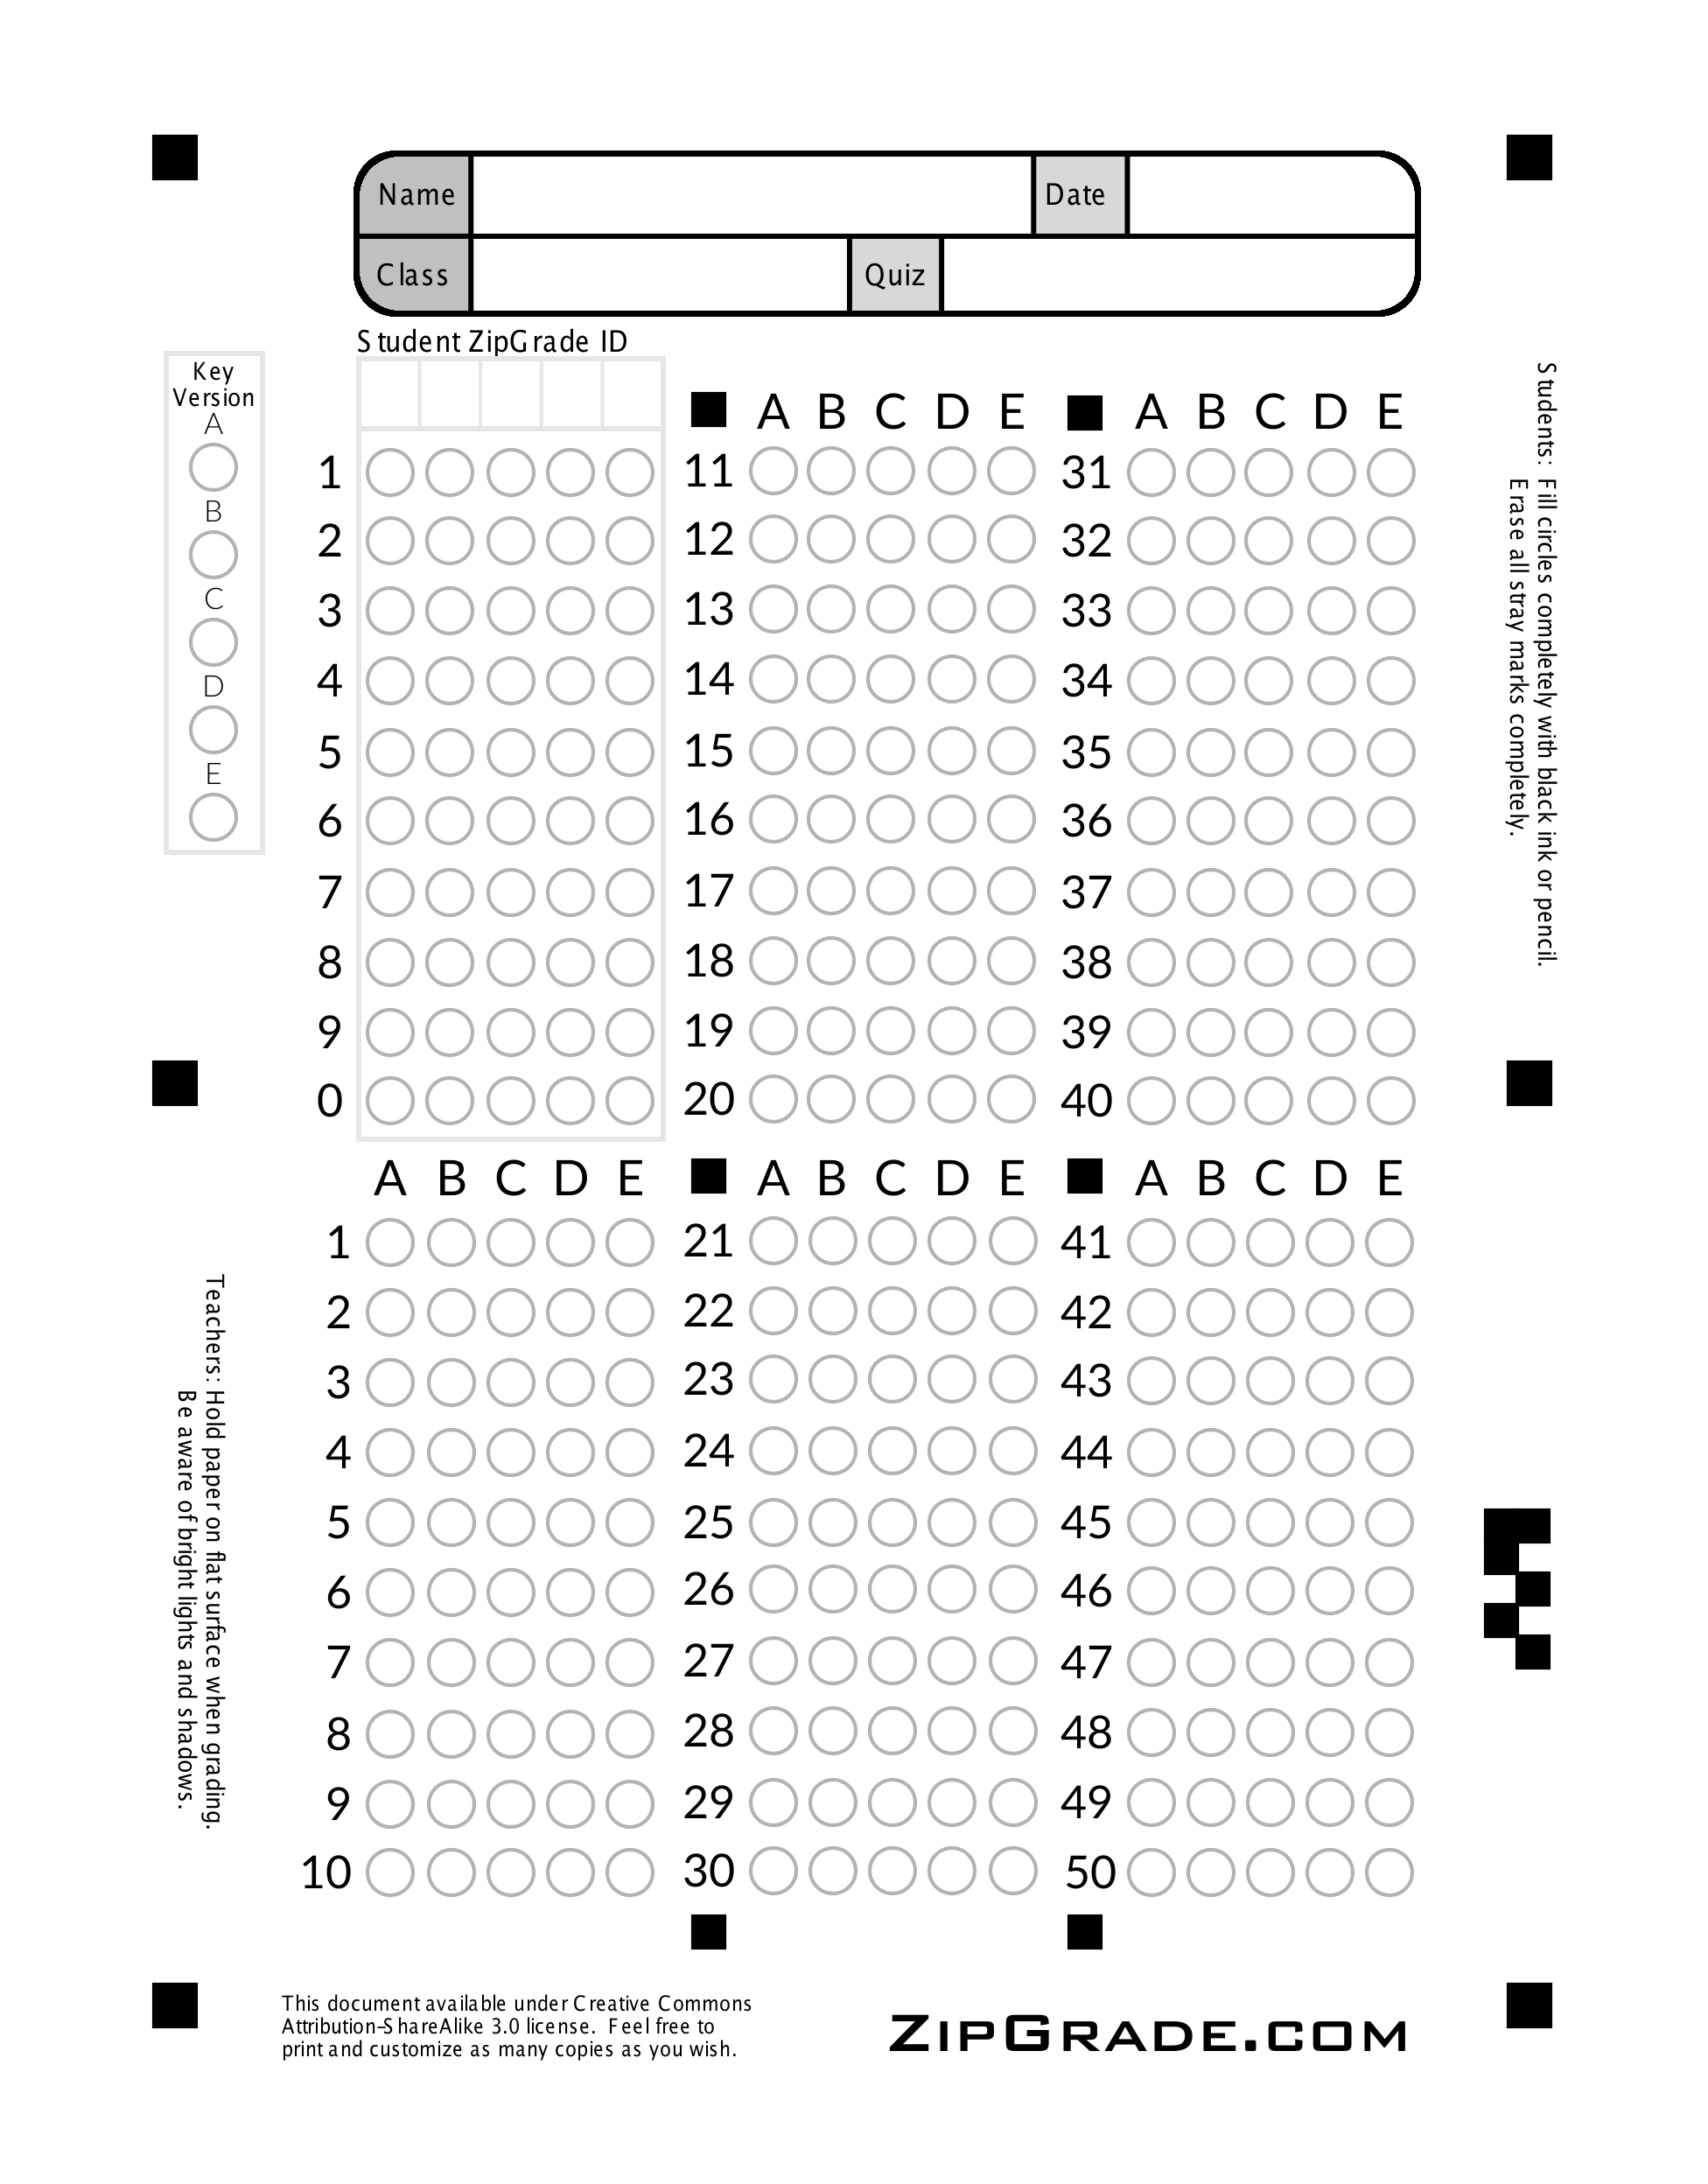 Name
Date
Class
Quiz
Student ZipGrade ID
Key
Version
A
B
C
D
E
1
2
3
4
5
6
7
8
9
0
A B C D E
11
12
13
14
15
16
17
18
19
20
A B C D E
31
32
33
34
35
36
37
38
39
40
Students: Fill circles completely with black ink or pencil.
Erase all stray marks completely.
A B C D E
1
2
3
4
5
6
7
8
9
10
A B C D E
21
22
23
24
25
26
27
28
29
30
A B C D E
41
42
43
44
45
46
47
48
49
50
Teachers: Hold paper on flat surface when grading.
Be aware of bright lights and shadows.
This document available under Creative Commons
Attribution-ShareAlike 3.0 license. Feel free to
print and customize as many copies as you wish.
ZipGrade.com